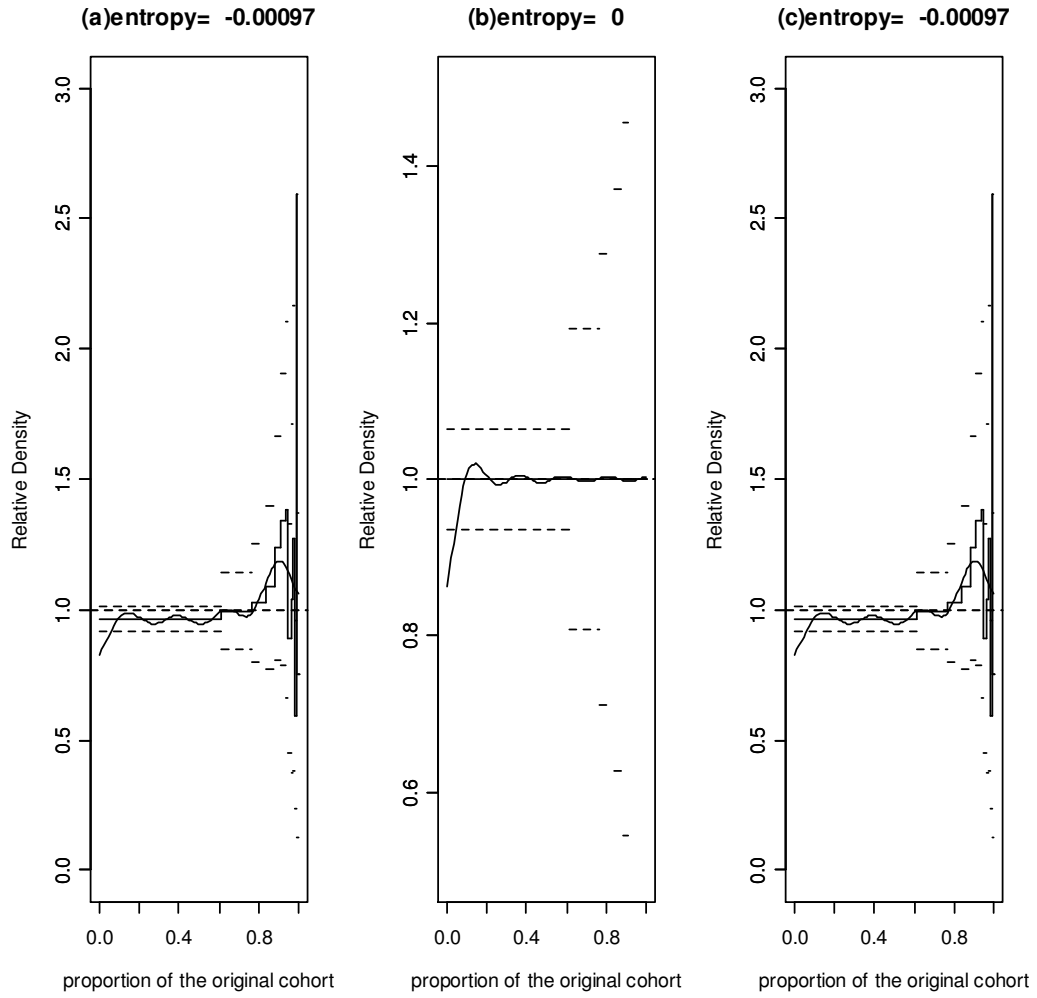 (a)entropy= -0.00097
Relative Density
3.0
2.5
2.0
1.5
1.0
0.5
0.0
0.0 0.4 0.8
proportion of the original cohort
(b)entropy= 0
Relative Density
1.4
1.2
1.0
0.8
0.6
0.0 0.4 0.8
proportion of the original cohort
(c)entropy= -0.00097
Relative Density
3.0
2.5
2.0
1.5
1.0
0.5
0.0
0.0 0.4 0.8
proportion of the original cohort